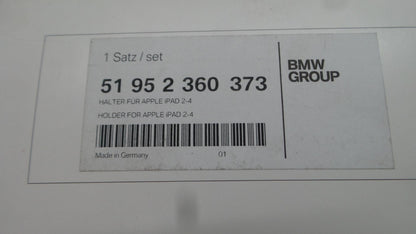 1 Satz / set
51 95 2 360 373
HALTER FÜR APPLE iPAD 2-4
HOLDER FOR APPLE iPAD 2-4
Made in Germany
01
BMW
GROUP